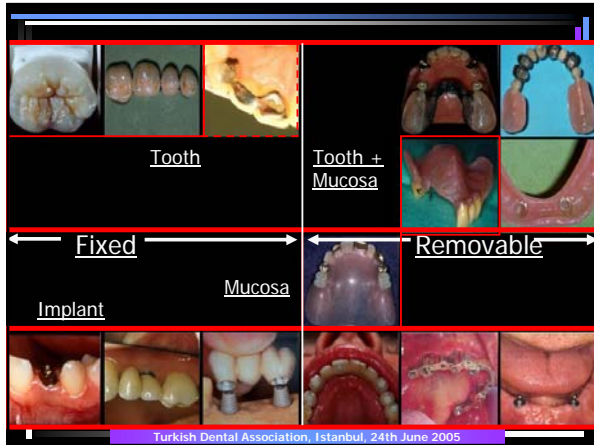 Tooth
Tooth +
Mucosa
Fixed
Removable
Mucosa
Implant
Turkish Dental Association, Istanbul, 24th June 2005